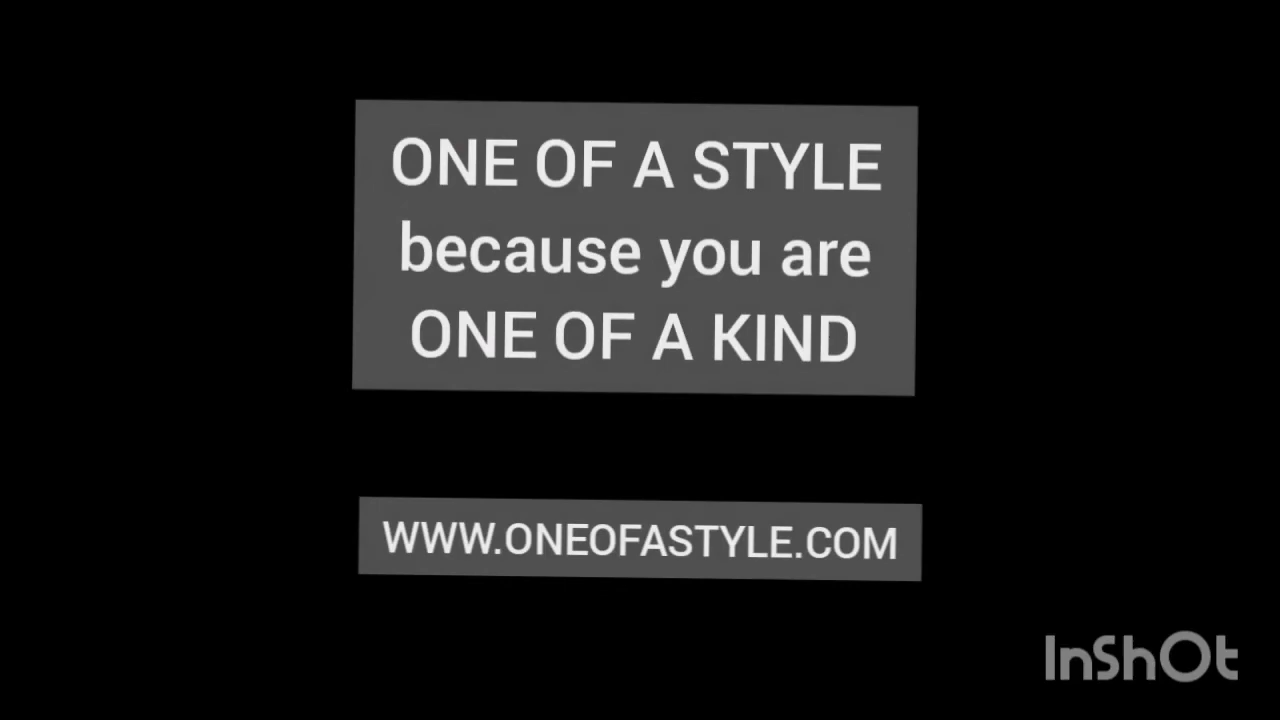 ONE OF A STYLE
because you are
ONE OF A KIND
WWW.ONEOFASTYLE.COM
InShOt